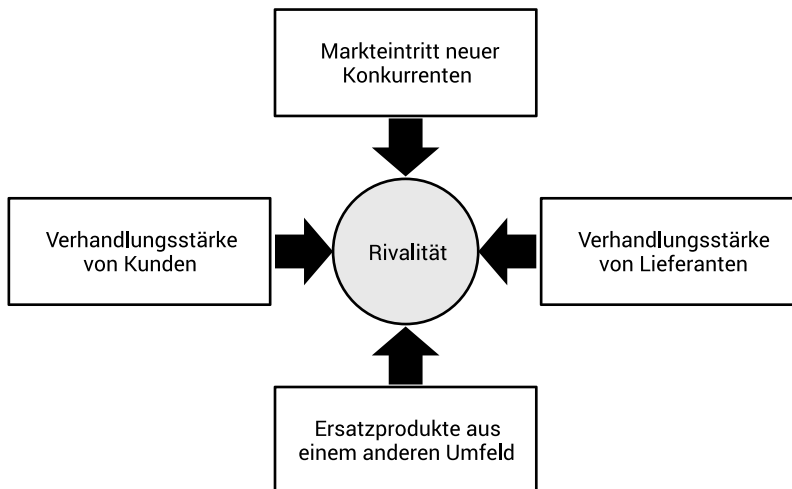 Markteintritt neuer
Konkurrenten
Verhandlungsstärke
von Kunden
Rivalität
Verhandlungsstärke
von Lieferanten
Ersatzprodukte aus
einem anderen Umfeld